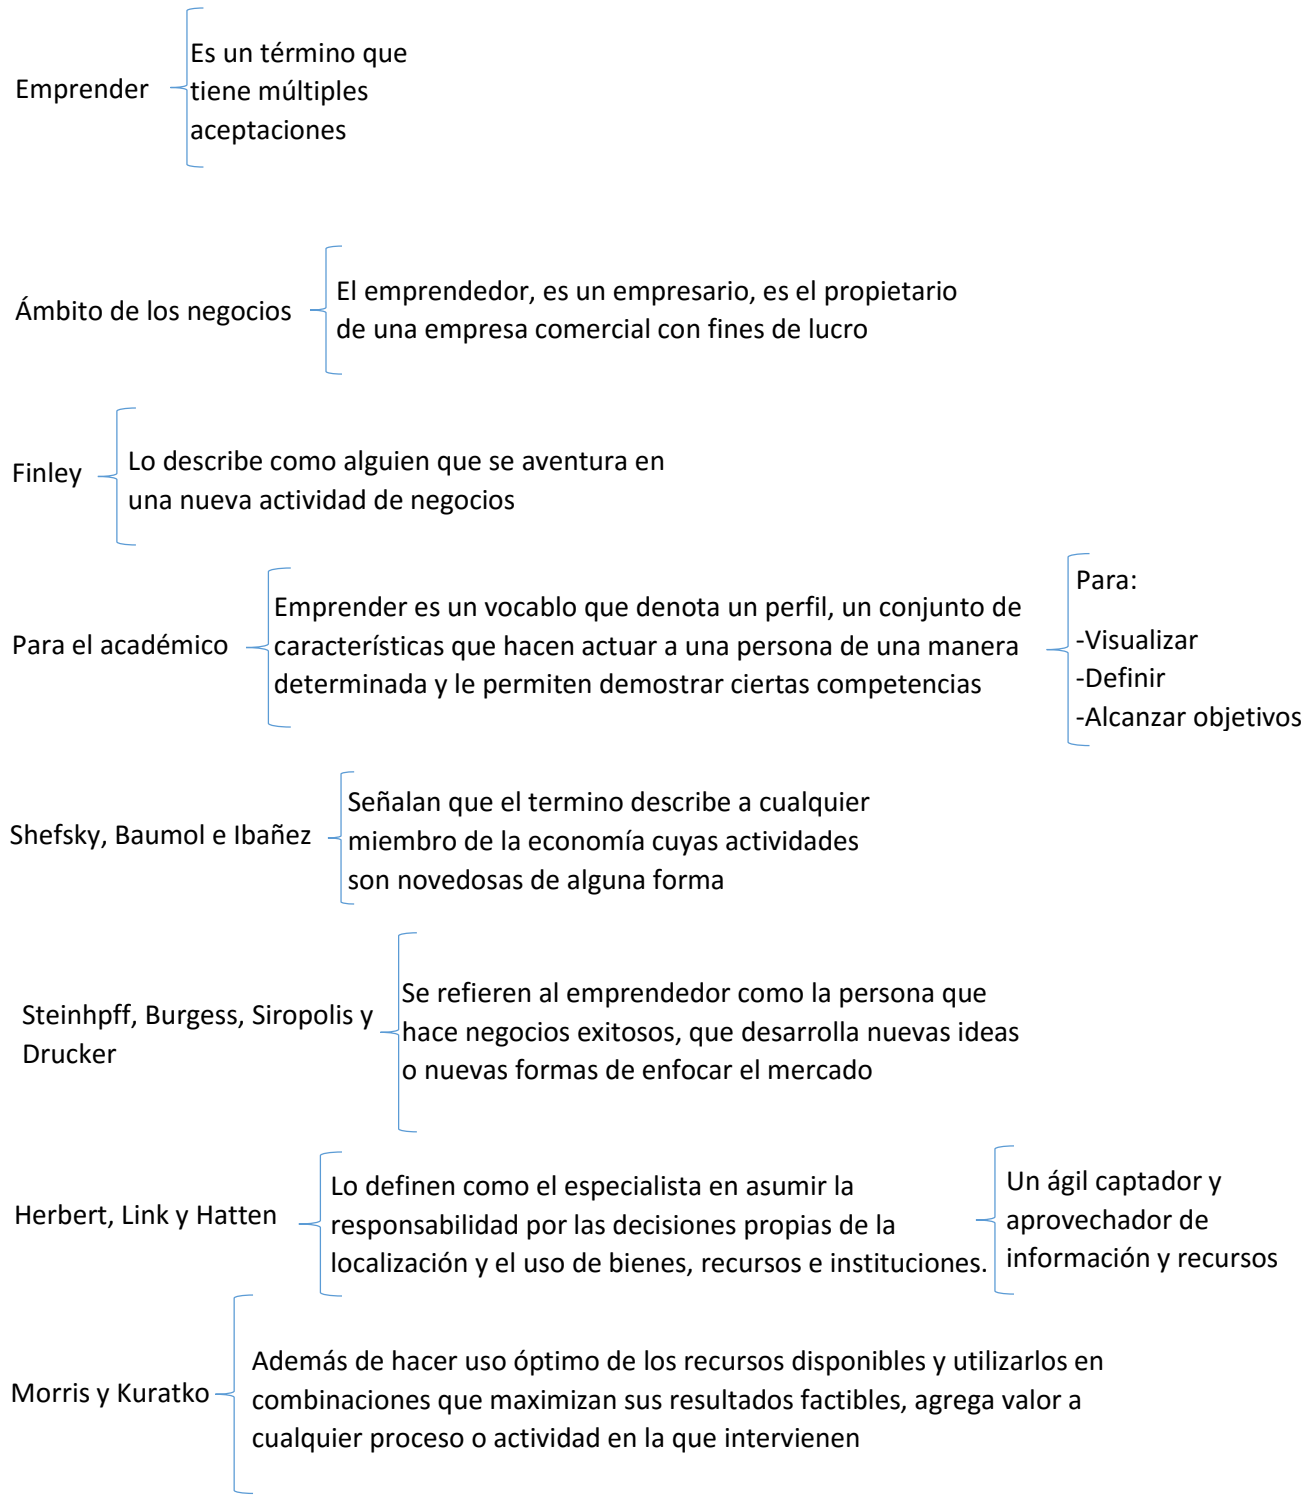 Emprender
Es un término que
tiene múltiples
aceptaciones
Ámbito de los negocios
El emprendedor, es un empresario, es el propietario
de una empresa comercial con fines de lucro
Finley
Lo describe como alguien que se aventura en
una nueva actividad de negocios
Para el académico
Emprender es un vocablo que denota un perfil, un conjunto de
características que hacen actuar a una persona de una manera
determinada y le permiten demostrar ciertas competencias
Para:
-Visualizar
-Definir
-Alcanzar objetivos
Shefsky, Baumol e Ibañez
Señalan que el termino describe a cualquier
miembro de la economía cuyas actividades
son novedosas de alguna forma
Steinhpff, Burgess, Siropolis y
Drucker
Se refieren al emprendedor como la persona que
hace negocios exitosos, que desarrolla nuevas ideas
o nuevas formas de enfocar el mercado
Herbert, Link y Hatten
Lo definen como el especialista en asumir la
responsabilidad por las decisiones propias de la
localización y el uso de bienes, recursos e instituciones.
Un ágil captador y
aprovechador de
información y recursos
Morris y Kuratko
Además de hacer uso óptimo de los recursos disponibles y utilizarlos en
combinaciones que maximizan sus resultados factibles, agrega valor a
cualquier proceso o actividad en la que intervienen